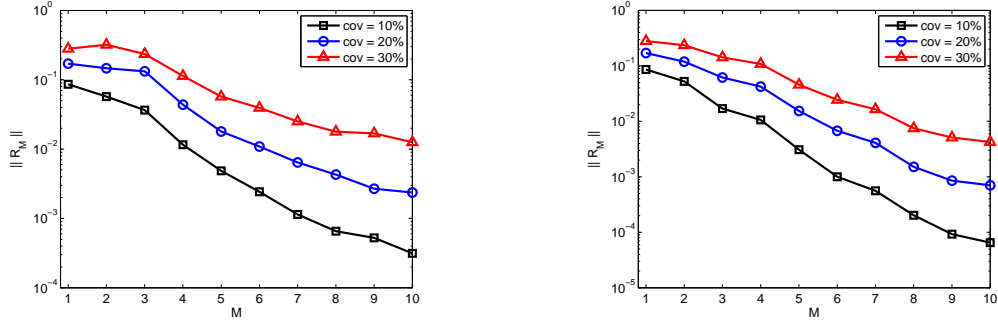 10^0
10^-1
10^-2
10^-3
10^-4
|| R_M ||
1 2 3 4 5 6 7 8 9 10
M
cov = 10%
cov = 20%
cov = 30%
10^0
10^-1
10^-2
10^-3
10^-4
10^-5
|| R_M ||
1 2 3 4 5 6 7 8 9 10
M
cov = 10%
cov = 20%
cov = 30%